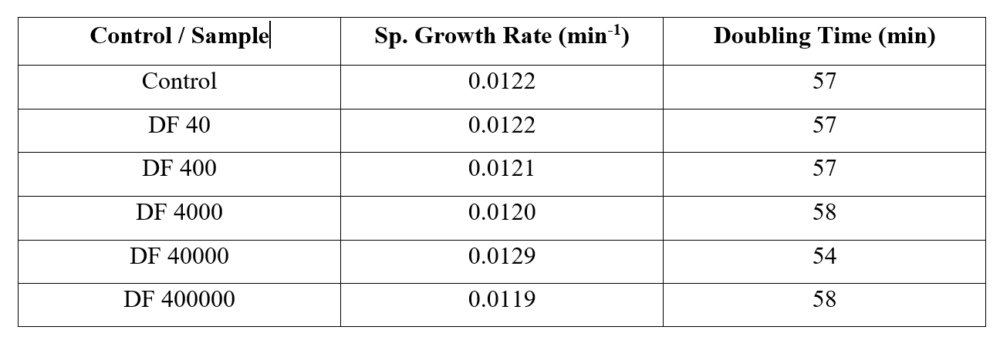 Control / Sample Sp. Growth Rate (min-1) Doubling Time (min)
Control 0.0122 57
DF 40 0.0122 57
DF 400 0.0121 57
DF 4000 0.0120 58
DF 40000 0.0129 54
DF 400000 0.0119 58